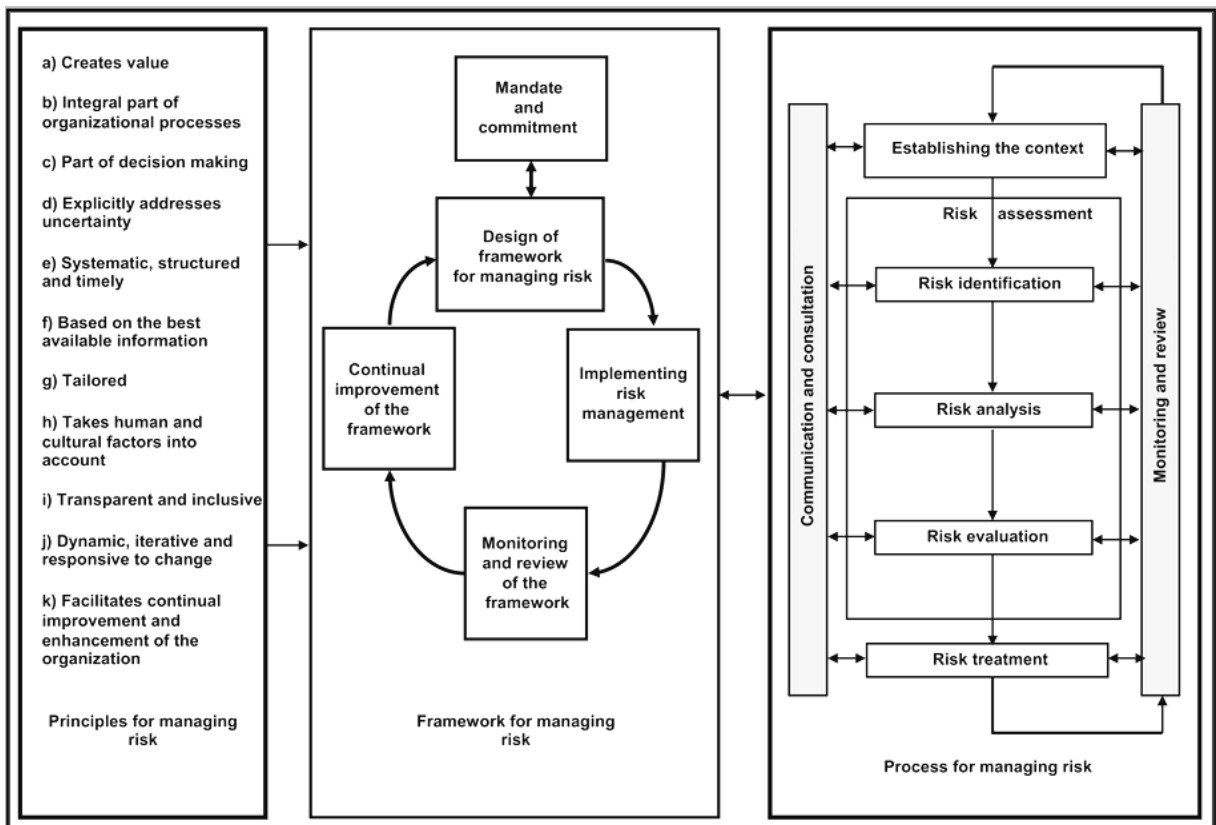 a) Creates value
b) Integral part of
organizational processes
c) Part of decision making
d) Explicitly addresses
uncertainty
e) Systematic, structured
and timely
f) Based on the best
available information
g) Tailored
h) Takes human and
cultural factors into
account
i) Transparent and inclusive
j) Dynamic, iterative and
responsive to change
k) Facilitates continual
improvement and
enhancement of the
organization
Principles for managing
risk
Mandate
and
commitment
Design of
framework
for managing risk
Implementing
risk
management
Monitoring
and review
of the
framework
Continual
improvement
of the
framework
Framework for managing
risk
Communication and consultation
Establishing the context
Risk assessment
Risk identification
Risk analysis
Risk evaluation
Risk treatment
Monitoring and review
Process for managing risk